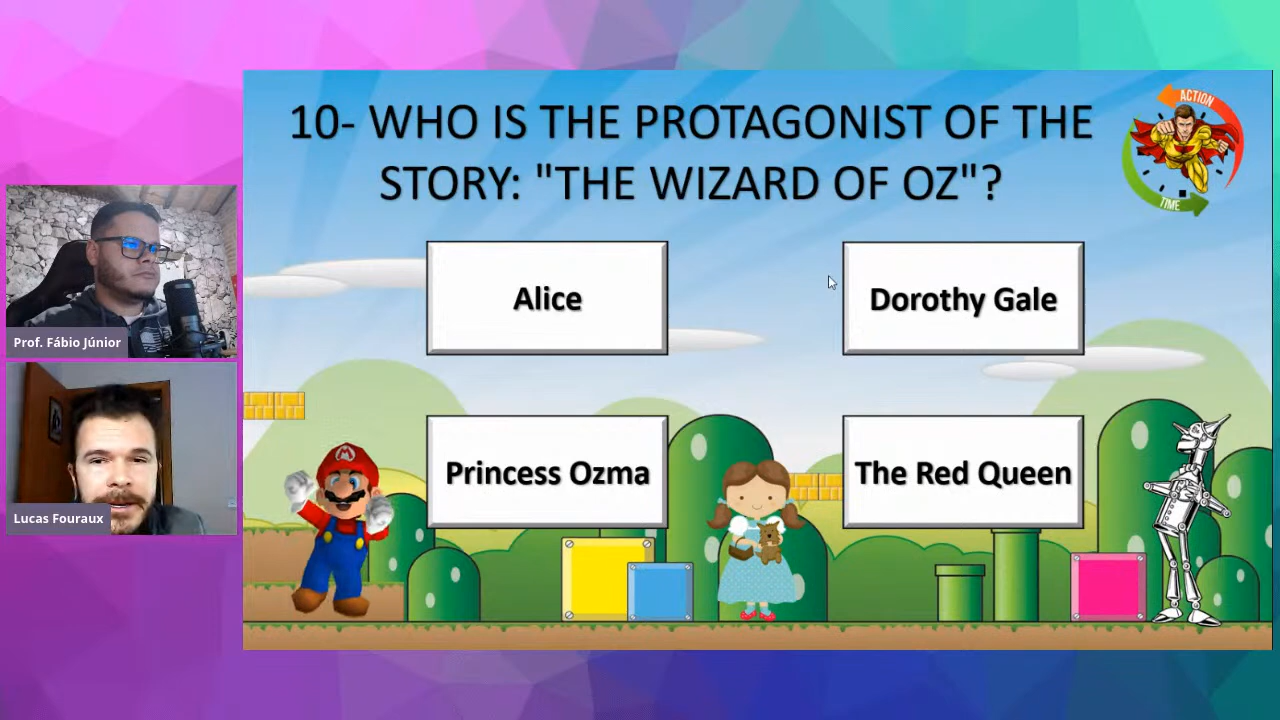 10- WHO IS THE PROTAGONIST OF THE
STORY: "THE WIZARD OF OZ"?
ACTION
TIME
Alice
Dorothy Gale
Princess Ozma
The Red Queen
M
Prof. Fábio Júnior
Lucas Fouraux